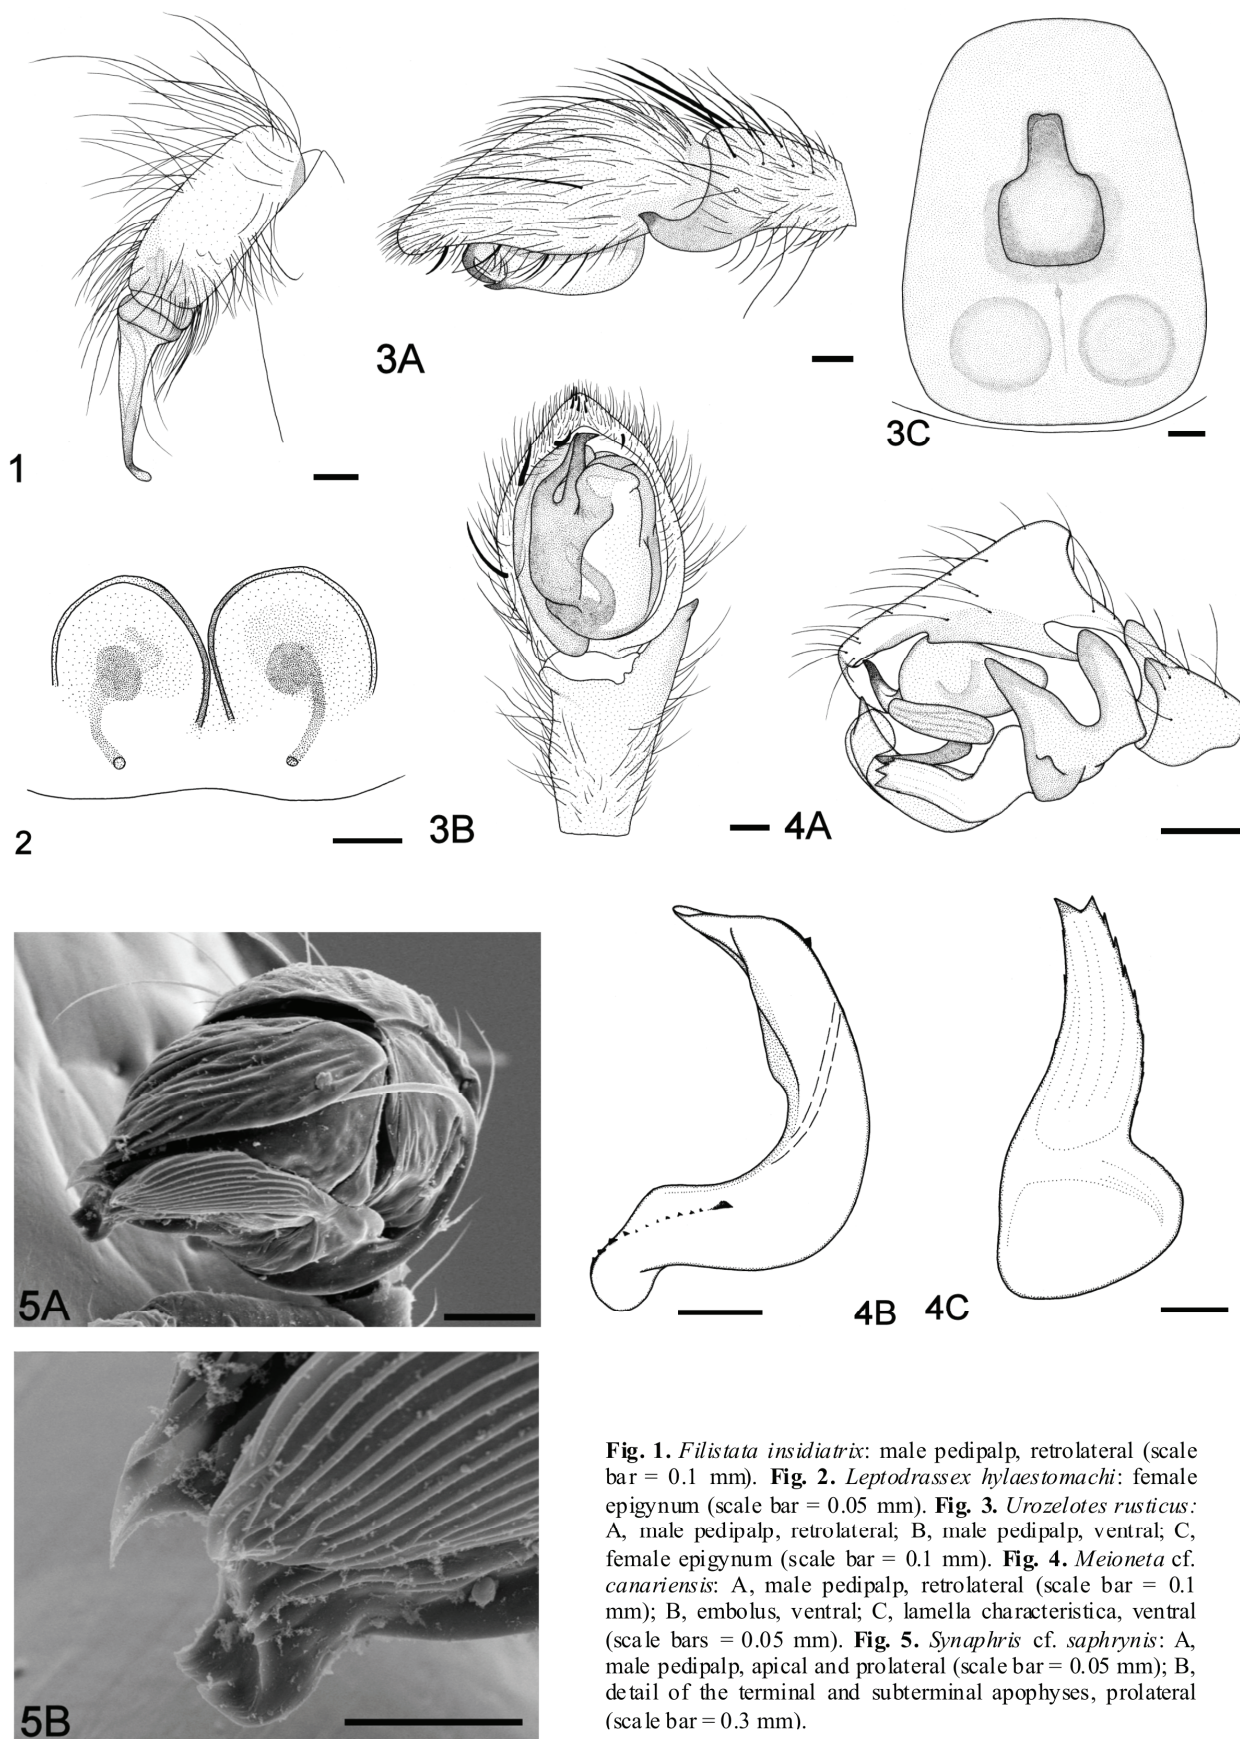 1
3A
3C
2
3B
4A
5A
4B
4C
5B
Fig. 1. Filistata insidiatrix: male pedipalp, retrolateral (scale
bar = 0.1 mm). Fig. 2. Leptodrassex hylaestomachi: female
epigynum (scale bar = 0.05 mm). Fig. 3. Urozelotes rusticus:
A, male pedipalp, retrolateral; B, male pedipalp, ventral; C,
female epigynum (scale bar = 0.1 mm). Fig. 4. Meioneta cf.
canariensis: A, male pedipalp, retrolateral (scale bar = 0.1
mm); B, embolus, ventral; C, lamella characteristica, ventral
(scale bars = 0.05 mm). Fig. 5. Synaphris cf. saphrynis: A,
male pedipalp, apical and prolateral (scale bar = 0.05 mm); B,
detail of the terminal and subterminal apophyses, prolateral
(scale bar = 0.3 mm).